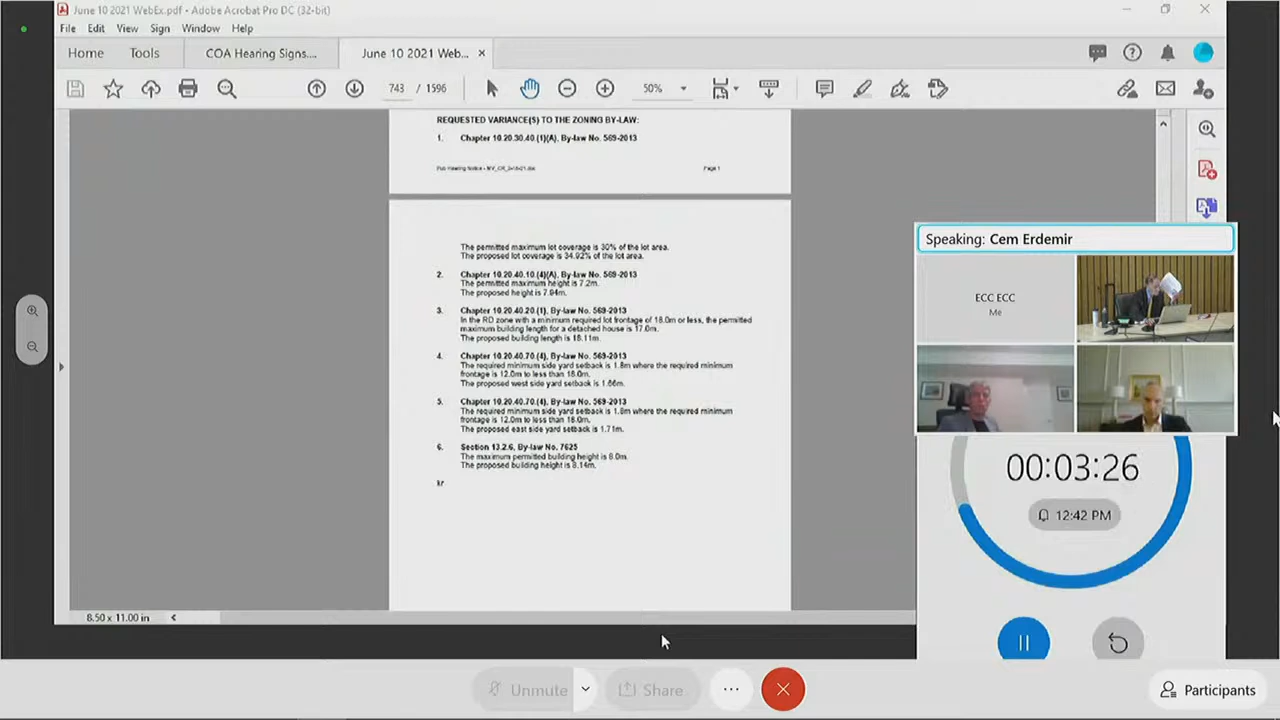 June 10 2021 WebEx.pdf - Adobe Acrobat Pro DC (32-bit)
File Edit View Sign Window Help
Home Tools COA Hearing Signs... June 10 2021 Web... ×
743 / 1596 50%
REQUESTED VARIANCE(S) TO THE ZONING BY-LAW:
1. Chapter 10.20.30.40.(1)(A), By-law No. 569-2013
Page 1
The permitted maximum lot coverage is 30% of the lot area.
The proposed lot coverage is 34.92% of the lot area.
2. Chapter 10.20.40.10.(4)(A), By-law No. 569-2013
The permitted maximum height is 7.2m.
The proposed height is 7.94m.
3. Chapter 10.20.40.20.(1), By-law No. 569-2013
In the RD zone with a minimum required lot frontage of 18.0m or less, the permitted
maximum building length for a detached house is 17.0m.
The proposed building length is 18.11m.
4. Chapter 10.20.40.70.(4), By-law No. 569-2013
The required minimum side yard setback is 1.8m where the required minimum
frontage is 12.0m to less than 18.0m.
The proposed west side yard setback is 1.66m.
5. Chapter 10.20.40.70.(4), By-law No. 569-2013
The required minimum side yard setback is 1.8m where the required minimum
frontage is 12.0m to less than 18.0m.
The proposed east side yard setback is 1.71m.
6. Section 13.2.6, By-law No. 7625
The maximum permitted building height is 8.0m.
The proposed building height is 8.14m.
8.50 x 11.00 in
Speaking: Cem Erdemir
ECC ECC
Me
00:03:26
12:42 PM
Unmute Share ... Participants